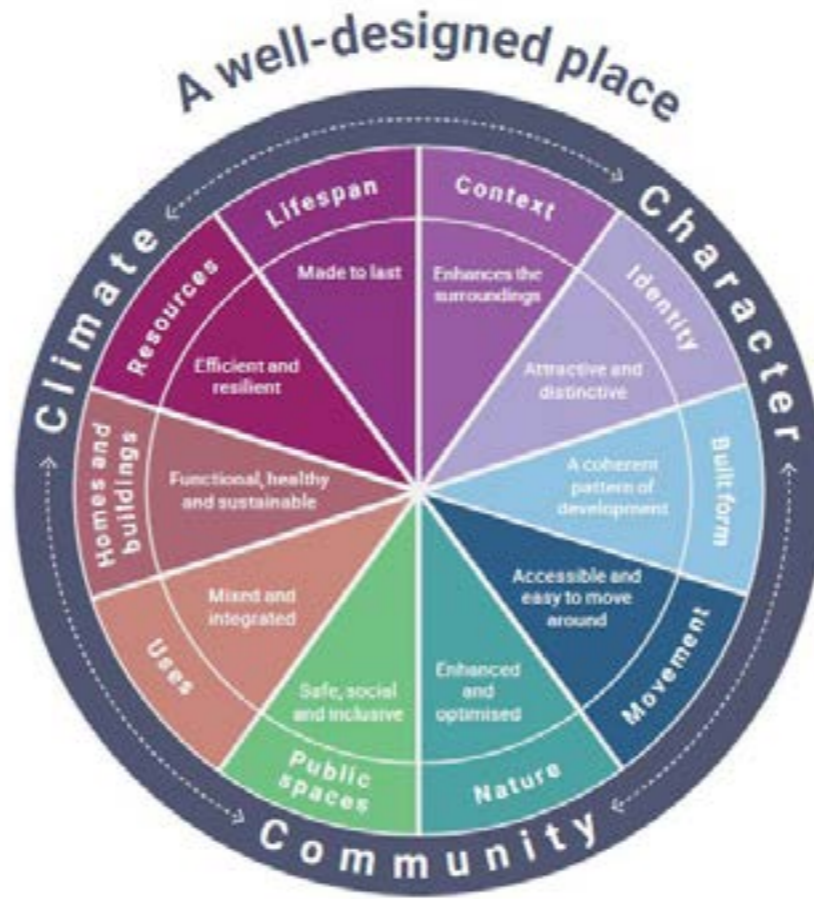 A well-designed place
Climate
Character
Community
Context
Enhances the
surroundings
Identity
Attractive and
distinctive
Built form
A coherent
pattern of
development
Movement
Accessible and
easy to move
around
Nature
Enhanced
and
optimised
Public
spaces
Safe, social
and inclusive
Uses
Mixed and
integrated
Homes and
buildings
Functional, healthy
and sustainable
Resources
Efficient and
resilient
Lifespan
Made to last